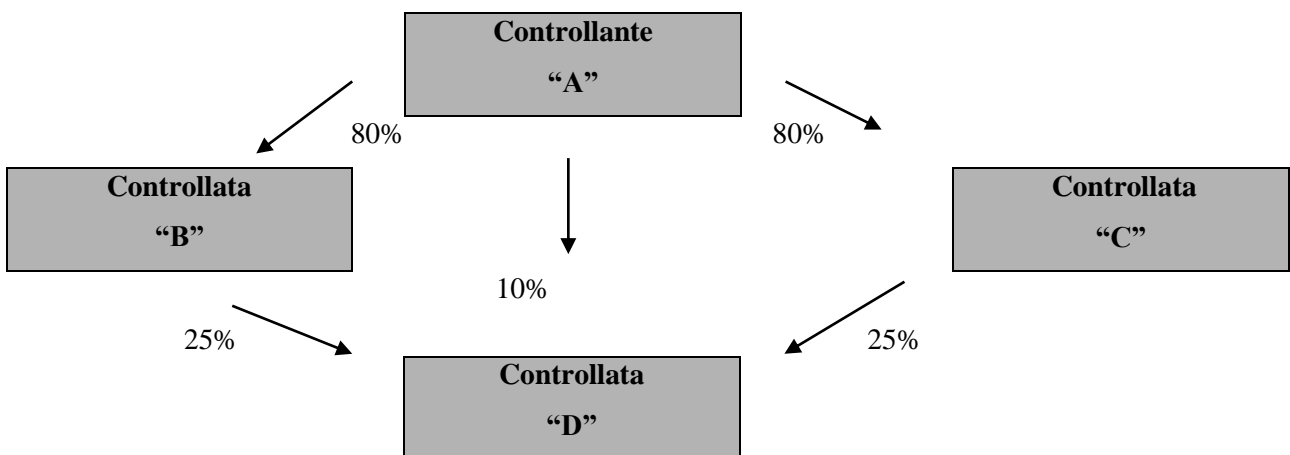 Controllante
“A”
80%
80%
Controllata
“B”
Controllata
“C”
10%
25%
25%
Controllata
“D”